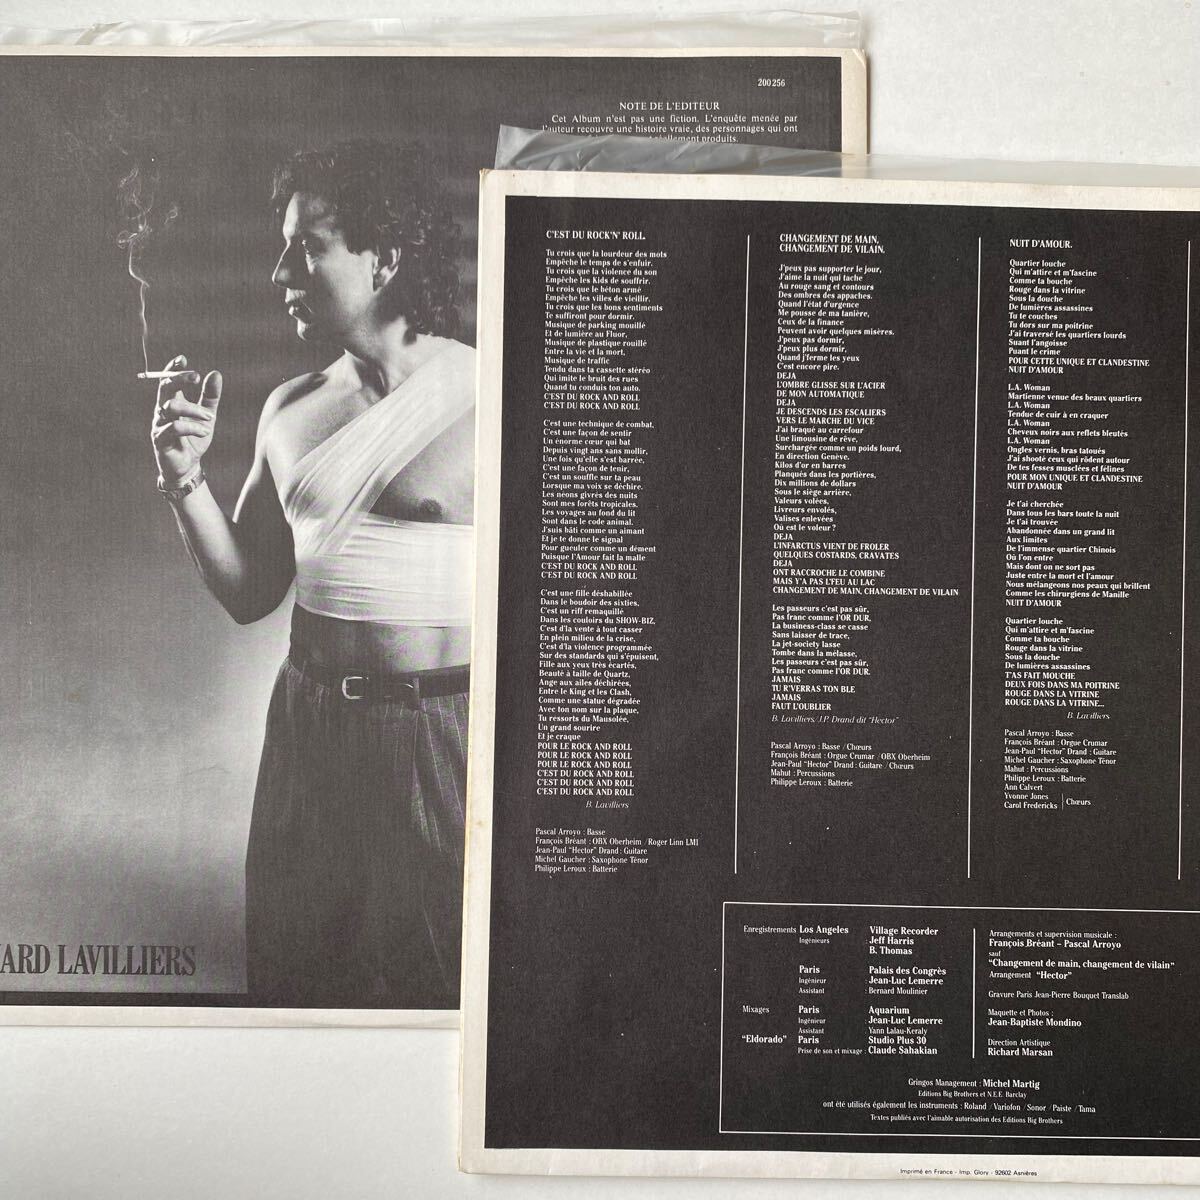 200256
NOTE DE L'EDITEUR
Cet Album n'est pas une fiction. L'enquête menée par
l'auteur recouvre une histoire vraie, des personnages qui ont
réellement produits.
ARD LAVILLIERS
C'EST DU ROCK'N' ROLL.
Tu crois que la lourdeur des mots
Empêche le temps de s'enfuir.
Tu crois que la violence du son
Empêche les Kids de souffrir.
Tu crois que le béton armé
Empêche les villes de vieillir.
Tu crois que les bons sentiments
Te suffiront pour dormir.
Musique de parking mouillé
Et de lumière au Fluor,
Musique de plastique rouillé
Entre la vie et la mort,
Musique de traffic
Tendu dans ta cassette stéréo
Qui imite le bruit des rues
Quand tu conduis ton auto.
C'EST DU ROCK AND ROLL
C'EST DU ROCK AND ROLL
C'est une technique de combat,
C'est une façon de sentir
Un énorme cœur qui bat
Depuis vingt ans sans mollir,
Une fois qu'elle s'est barrée,
C'est une façon de tenir,
C'est un souffle sur ta peau
Lorsque ma voix se déchire.
Les néons givrés des nuits
Sont mes forêts tropicales.
Les voyages au fond du lit
Sont dans le code animal.
J'suis bâti comme un aimant
Et je te donne le signal
Pour gueuler comme un dément
Puisque l'Amour fait la malle
C'EST DU ROCK AND ROLL
C'EST DU ROCK AND ROLL
C'est une fille déshabillée
Dans le boudoir des sixties,
C'est un riff remaquillé
Dans les couloirs du SHOW-BIZ,
C'est d'la vente à tout casser
En plein milieu de la crise,
C'est d'la violence programmée
Sur des standards qui s'épuisent,
Fille aux yeux très écartés,
Beauté à taille de Quartz,
Ange aux ailes déchirées,
Entre le King et les Clash,
Comme une statue dégradée
Avec ton nom sur la plaque,
Tu ressorts du Mausolée,
Un grand sourire
Et je craque
POUR LE ROCK AND ROLL
POUR LE ROCK AND ROLL
POUR LE ROCK AND ROLL
C'EST DU ROCK AND ROLL
C'EST DU ROCK AND ROLL
C'EST DU ROCK AND ROLL
B. Lavilliers
Pascal Arroyo : Basse
François Bréant : OBX Oberheim / Roger Linn LM1
Jean-Paul "Hector" Drand : Guitare
Michel Gaucher : Saxophone Ténor
Philippe Leroux : Batterie
CHANGEMENT DE MAIN,
CHANGEMENT DE VILAIN.
J'peux pas supporter le jour,
J'aime la nuit qui tache
Au rouge sang et contours
Des ombres des appaches.
Quand l'état d'urgence
Me pousse de ma tanière,
Ceux de la finance
Peuvent avoir quelques misères.
J'peux pas dormir,
J'peux plus dormir,
Quand j'ferme les yeux
C'est encore pire.
DEJA
L'OMBRE GLISSE SUR L'ACIER
DE MON AUTOMATIQUE
DEJA
JE DESCENDS LES ESCALIERS
VERS LE MARCHE DU VICE
J'ai braqué au carrefour
Une limousine de rêve,
Surchargée comme un poids lourd,
En direction Genève.
Kilos d'or en barres
Planqués dans les portières,
Dix millions de dollars
Sous le siège arrière,
Valeurs volées,
Livreurs envolés,
Valises enlevées
Où est le voleur ?
DEJA
L'INFARCTUS VIENT DE FROLER
QUELQUES COSTARDS, CRAVATES
DEJA
ONT RACCROCHE LE COMBINE
MAIS Y'A PAS L'FEU AU LAC
CHANGEMENT DE MAIN, CHANGEMENT DE VILAIN
Les passeurs c'est pas sûr,
Pas franc comme l'OR DUR.
La business-class se casse
Sans laisser de trace,
La jet-society lasse
Tombe dans la mélasse,
Les passeurs c'est pas sûr,
Pas franc comme l'OR DUR.
JAMAIS
TU R'VERRAS TON BLE
JAMAIS
FAUT L'OUBLIER
B. Lavilliers/J.P. Drand dit "Hector"
Pascal Arroyo : Basse / Chœurs
François Bréant : Orgue Crumar / OBX Oberheim
Jean-Paul "Hector" Drand : Guitare / Chœurs
Mahut : Percussions
Philippe Leroux : Batterie
NUIT D'AMOUR.
Quartier louche
Qui m'attire et m'fascine
Comme ta bouche
Rouge dans la vitrine
Sous la douche
De lumières assassines
Tu te couches
Tu dors sur ma poitrine
J'ai traversé les quartiers lourds
Suant l'angoisse
Puant le crime
POUR CETTE UNIQUE ET CLANDESTINE
NUIT D'AMOUR
L.A. Woman
Martienne venue des beaux quartiers
L.A. Woman
Tendue de cuir à en craquer
L.A. Woman
Cheveux noirs aux reflets bleutés
L.A. Woman
Ongles vernis, bras tatoués
J'ai shooté ceux qui rôdent autour
De tes fesses musclées et félines
POUR MON UNIQUE ET CLANDESTINE
NUIT D'AMOUR
Je t'ai cherchée
Dans tous les bars toute la nuit
Je t'ai trouvée
Abandonnée dans un grand lit
Aux limites
De l'immense quartier Chinois
Où l'on entre
Mais dont on ne sort pas
Juste entre la mort et l'amour
Nous mélangeons nos peaux qui brillent
Comme les chirurgiens de Manille
NUIT D'AMOUR
Quartier louche
Qui m'attire et m'fascine
Comme ta bouche
Rouge dans la vitrine
Sous la douche
De lumières assassines
T'AS FAIT MOUCHE
DEUX FOIS DANS MA POITRINE
ROUGE DANS LA VITRINE
ROUGE DANS LA VITRINE...
B. Lavilliers
Pascal Arroyo : Basse
François Bréant : Orgue Crumar
Jean-Paul "Hector" Drand : Guitare
Michel Gaucher : Saxophone Ténor
Mahut : Percussions
Philippe Leroux : Batterie
Ann Calvert
Yvonne Jones
Carol Fredericks
Chœurs
Enregistrements Los Angeles Village Recorder
Ingénieurs : Jeff Harris
B. Thomas
Paris Palais des Congrès
Ingénieur : Jean-Luc Lemerre
Assistant : Bernard Moulinier
Mixages Paris Aquarium
Ingénieur : Jean-Luc Lemerre
Assistant Yann Lalau-Keraly
"Eldorado" Paris Studio Plus 30
Prise de son et mixage : Claude Sahakian
Arrangements et supervision musicale :
François Bréant – Pascal Arroyo
sauf
"Changement de main, changement de vilain"
Arrangement "Hector"
Gravure Paris Jean-Pierre Bouquet Translab
Maquette et Photos :
Jean-Baptiste Mondino
Direction Artistique
Richard Marsan
Gringos Management : Michel Martig
Editions Big Brothers et N.E.E. Barclay
ont été utilisés également les instruments : Roland / Variofon / Sonor / Paiste / Tama
Textes publiés avec l'aimable autorisation des Editions Big Brothers
Imprimé en France - Imp. Glory - 92602 Asnières